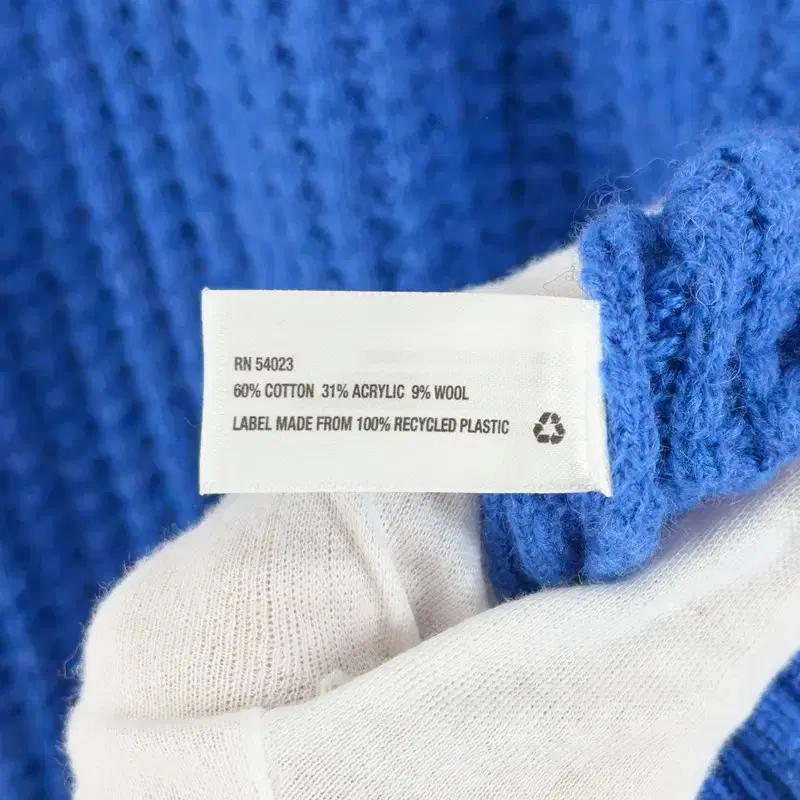 RN 54023
60% COTTON 31% ACRYLIC 9% WOOL
LABEL MADE FROM 100% RECYCLED PLASTIC